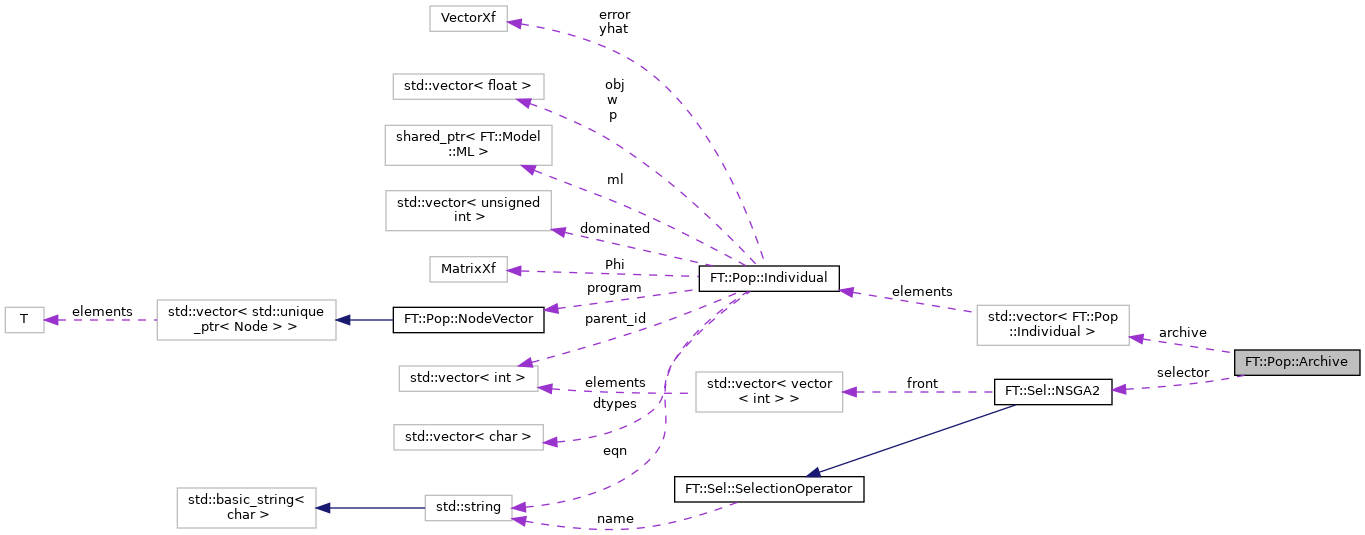 VectorXf
error
yhat
std::vector< float >
obj
w
p
shared_ptr< FT::Model
::ML >
ml
std::vector< unsigned
int >
dominated
MatrixXf
Phi
FT::Pop::Individual
program
elements
T
elements
std::vector< std::unique
_ptr< Node > >
FT::Pop::NodeVector
parent_id
std::vector< FT::Pop
::Individual >
archive
FT::Pop::Archive
selector
std::vector< int >
elements
std::vector< vector
< int > >
front
FT::Sel::NSGA2
dtypes
std::vector< char >
eqn
FT::Sel::SelectionOperator
std::basic_string<
char >
std::string
name